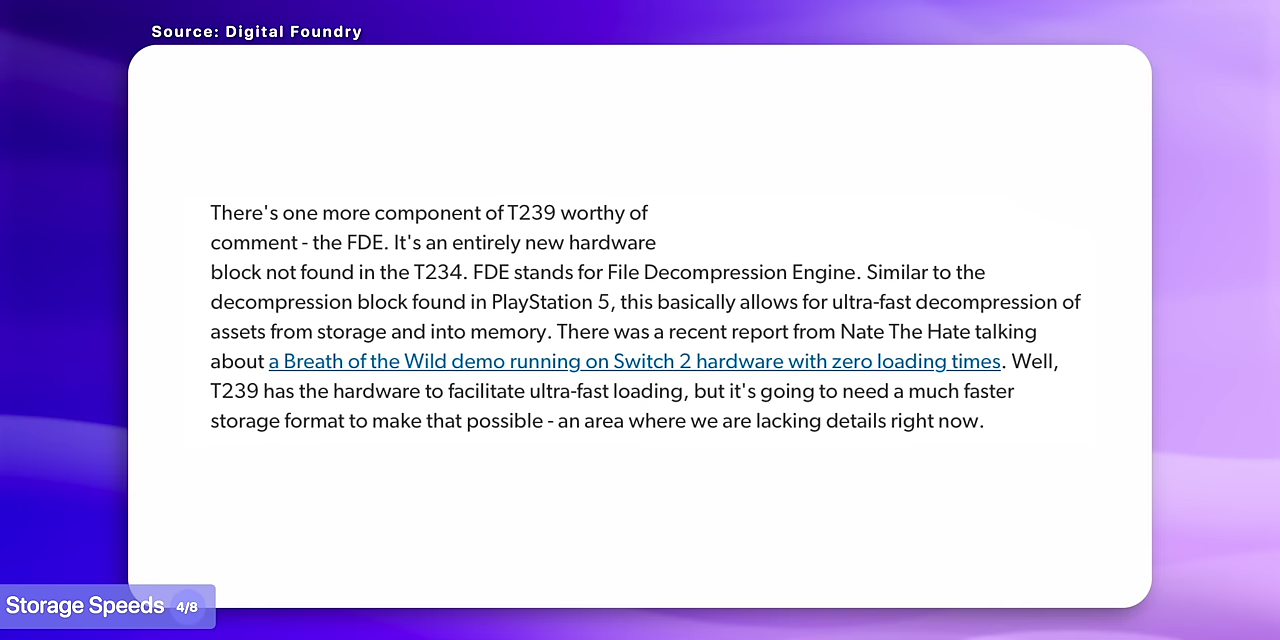 Source: Digital Foundry
There's one more component of T239 worthy of
comment - the FDE. It's an entirely new hardware
block not found in the T234. FDE stands for File Decompression Engine. Similar to the
decompression block found in PlayStation 5, this basically allows for ultra-fast decompression of
assets from storage and into memory. There was a recent report from Nate The Hate talking
about a Breath of the Wild demo running on Switch 2 hardware with zero loading times. Well,
T239 has the hardware to facilitate ultra-fast loading, but it's going to need a much faster
storage format to make that possible - an area where we are lacking details right now.
Storage Speeds 4/8